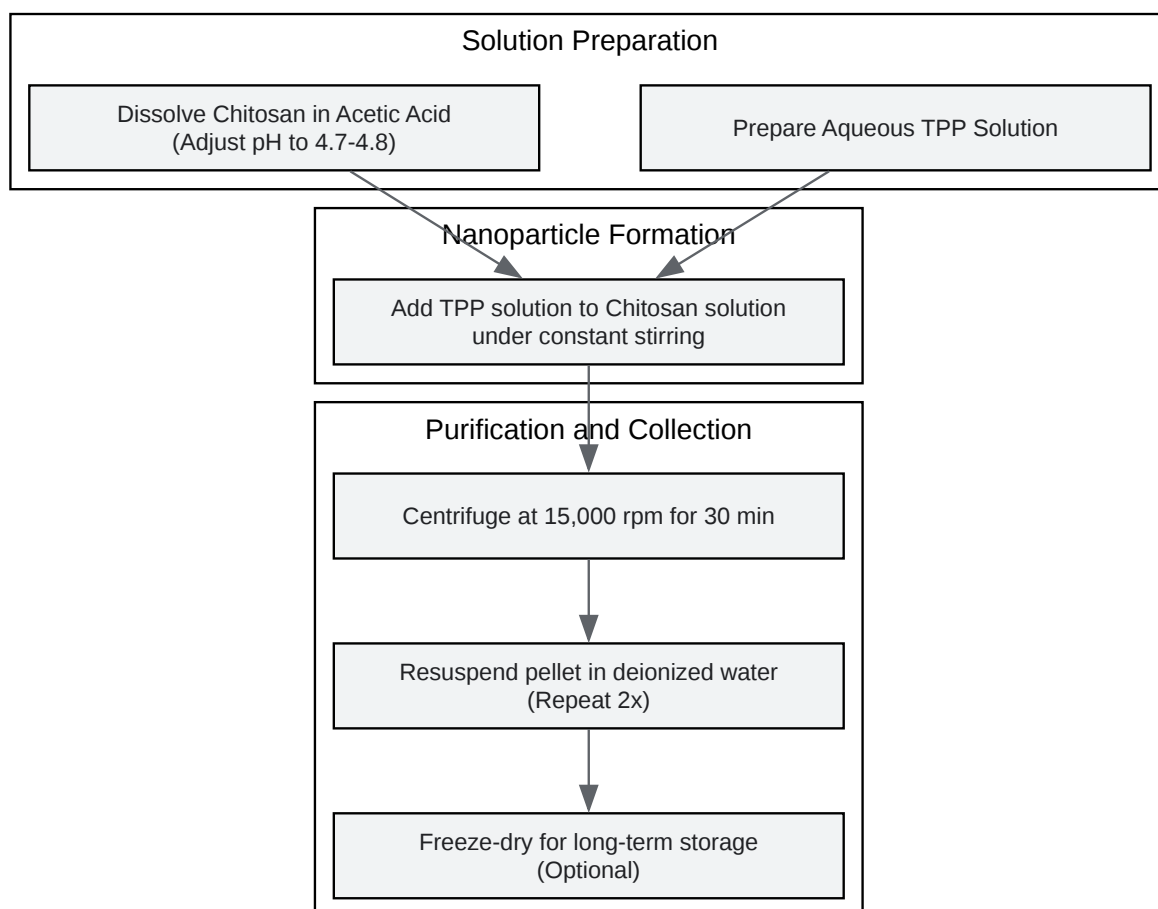 Solution Preparation
Dissolve Chitosan in Acetic Acid
(Adjust pH to 4.7-4.8)
Prepare Aqueous TPP Solution
Nanoparticle Formation
Add TPP solution to Chitosan solution
under constant stirring
Purification and Collection
Centrifuge at 15,000 rpm for 30 min
Resuspend pellet in deionized water
(Repeat 2x)
Freeze-dry for long-term storage
(Optional)